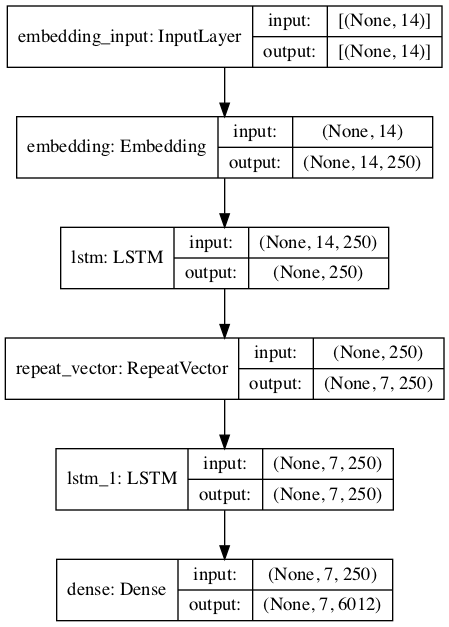 embedding_input: InputLayer
input: [(None, 14)]
output: [(None, 14)]
embedding: Embedding
input: (None, 14)
output: (None, 14, 250)
lstm: LSTM
input: (None, 14, 250)
output: (None, 250)
repeat_vector: RepeatVector
input: (None, 250)
output: (None, 7, 250)
lstm_1: LSTM
input: (None, 7, 250)
output: (None, 7, 250)
dense: Dense
input: (None, 7, 250)
output: (None, 7, 6012)